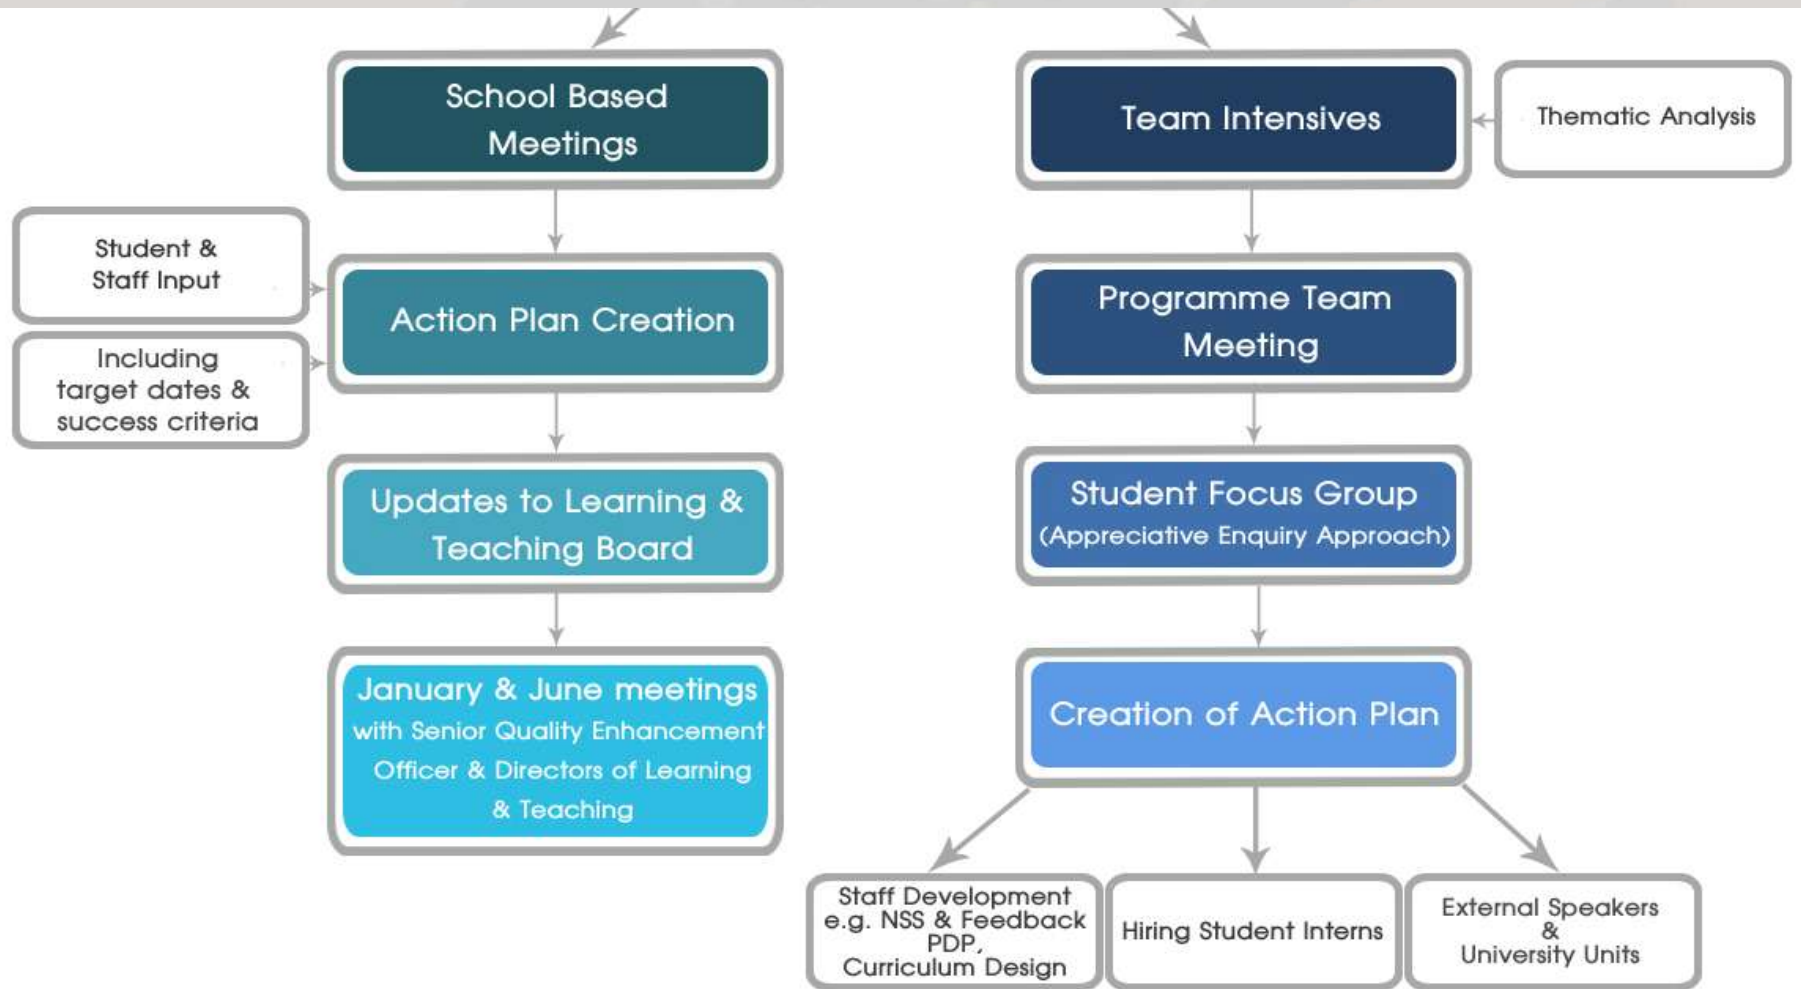 School Based
Meetings
Team Intensives
Thematic Analysis
Student &
Staff Input
Including
target dates &
success criteria
Action Plan Creation
Programme Team
Meeting
Updates to Learning &
Teaching Board
Student Focus Group
(Appreciative Enquiry Approach)
January & June meetings
with Senior Quality Enhancement
Officer & Directors of Learning
& Teaching
Creation of Action Plan
Staff Development
e.g. NSS & Feedback
PDP,
Curriculum Design
Hiring Student Interns
External Speakers
&
University Units